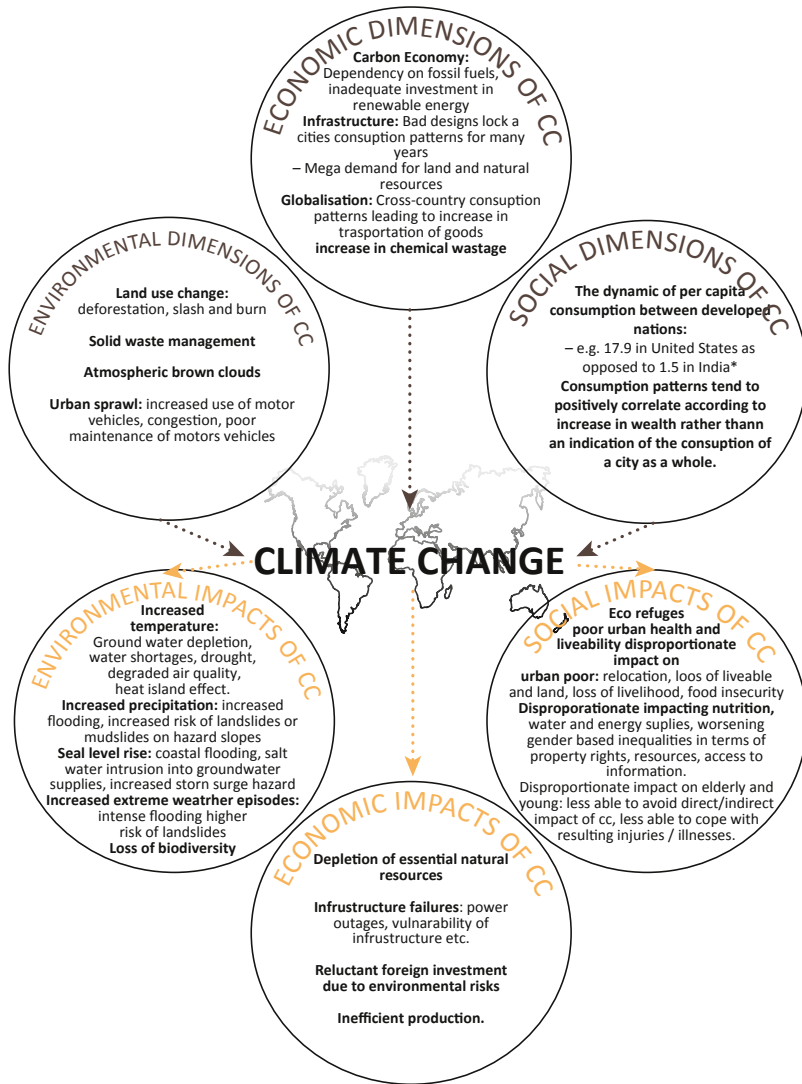 ECONOMIC DIMENSIONS OF CC
Carbon Economy:
Dependency on fossil fuels,
inadequate investment in
renewable energy
Infrastructure: Bad designs lock a
cities consuption patterns for many
years
– Mega demand for land and natural
resources
Globalisation: Cross-country consuption
patterns leading to increase in
trasportation of goods
increase in chemical wastage
ENVIRONMENTAL DIMENSIONS OF CC
Land use change:
deforestation, slash and burn
Solid waste management
Atmospheric brown clouds
Urban sprawl: increased use of motor
vehicles, congestion, poor
maintenance of motors vehicles
SOCIAL DIMENSIONS OF CC
The dynamic of per capita
consumption between developed
nations:
– e.g. 17.9 in United States as
opposed to 1.5 in India*
Consumption patterns tend to
positively correlate according to
increase in wealth rather thann
an indication of the consuption of
a city as a whole.
CLIMATE CHANGE
ENVIRONMENTAL IMPACTS OF CC
Increased
temperature:
Ground water depletion,
water shortages, drought,
degraded air quality,
heat island effect.
Increased precipitation: increased
flooding, increased risk of landslides or
mudslides on hazard slopes
Seal level rise: coastal flooding, salt
water intrusion into groundwater
supplies, increased storn surge hazard
Increased extreme weatrher episodes:
intense flooding higher
risk of landslides
Loss of biodiversity
SOCIAL IMPACTS OF CC
Eco refuges
poor urban health and
liveability disproportionate
impact on
urban poor: relocation, loos of liveable
and land, loss of livelihood, food insecurity
Disproporationate impacting nutrition,
water and energy suplies, worsening
gender based inequalities in terms of
property rights, resources, access to
information.
Disproportionate impact on elderly and
young: less able to avoid direct/indirect
impact of cc, less able to cope with
resulting injuries / illnesses.
ECONOMIC IMPACTS OF CC
Depletion of essential natural
resources
Infrustructure failures: power
outages, vulnarability of
infrustructure etc.
Reluctant foreign investment
due to environmental risks
Inefficient production.